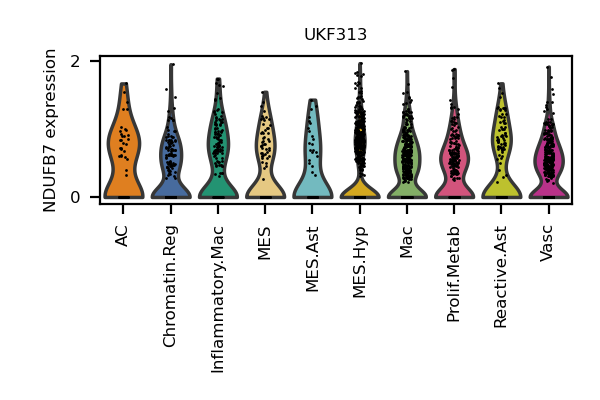 UKF313
NDUFB7 expression
2
0
AC
Chromatin.Reg
Inflammatory.Mac
MES
MES.Ast
MES.Hyp
Mac
Prolif.Metab
Reactive.Ast
Vasc